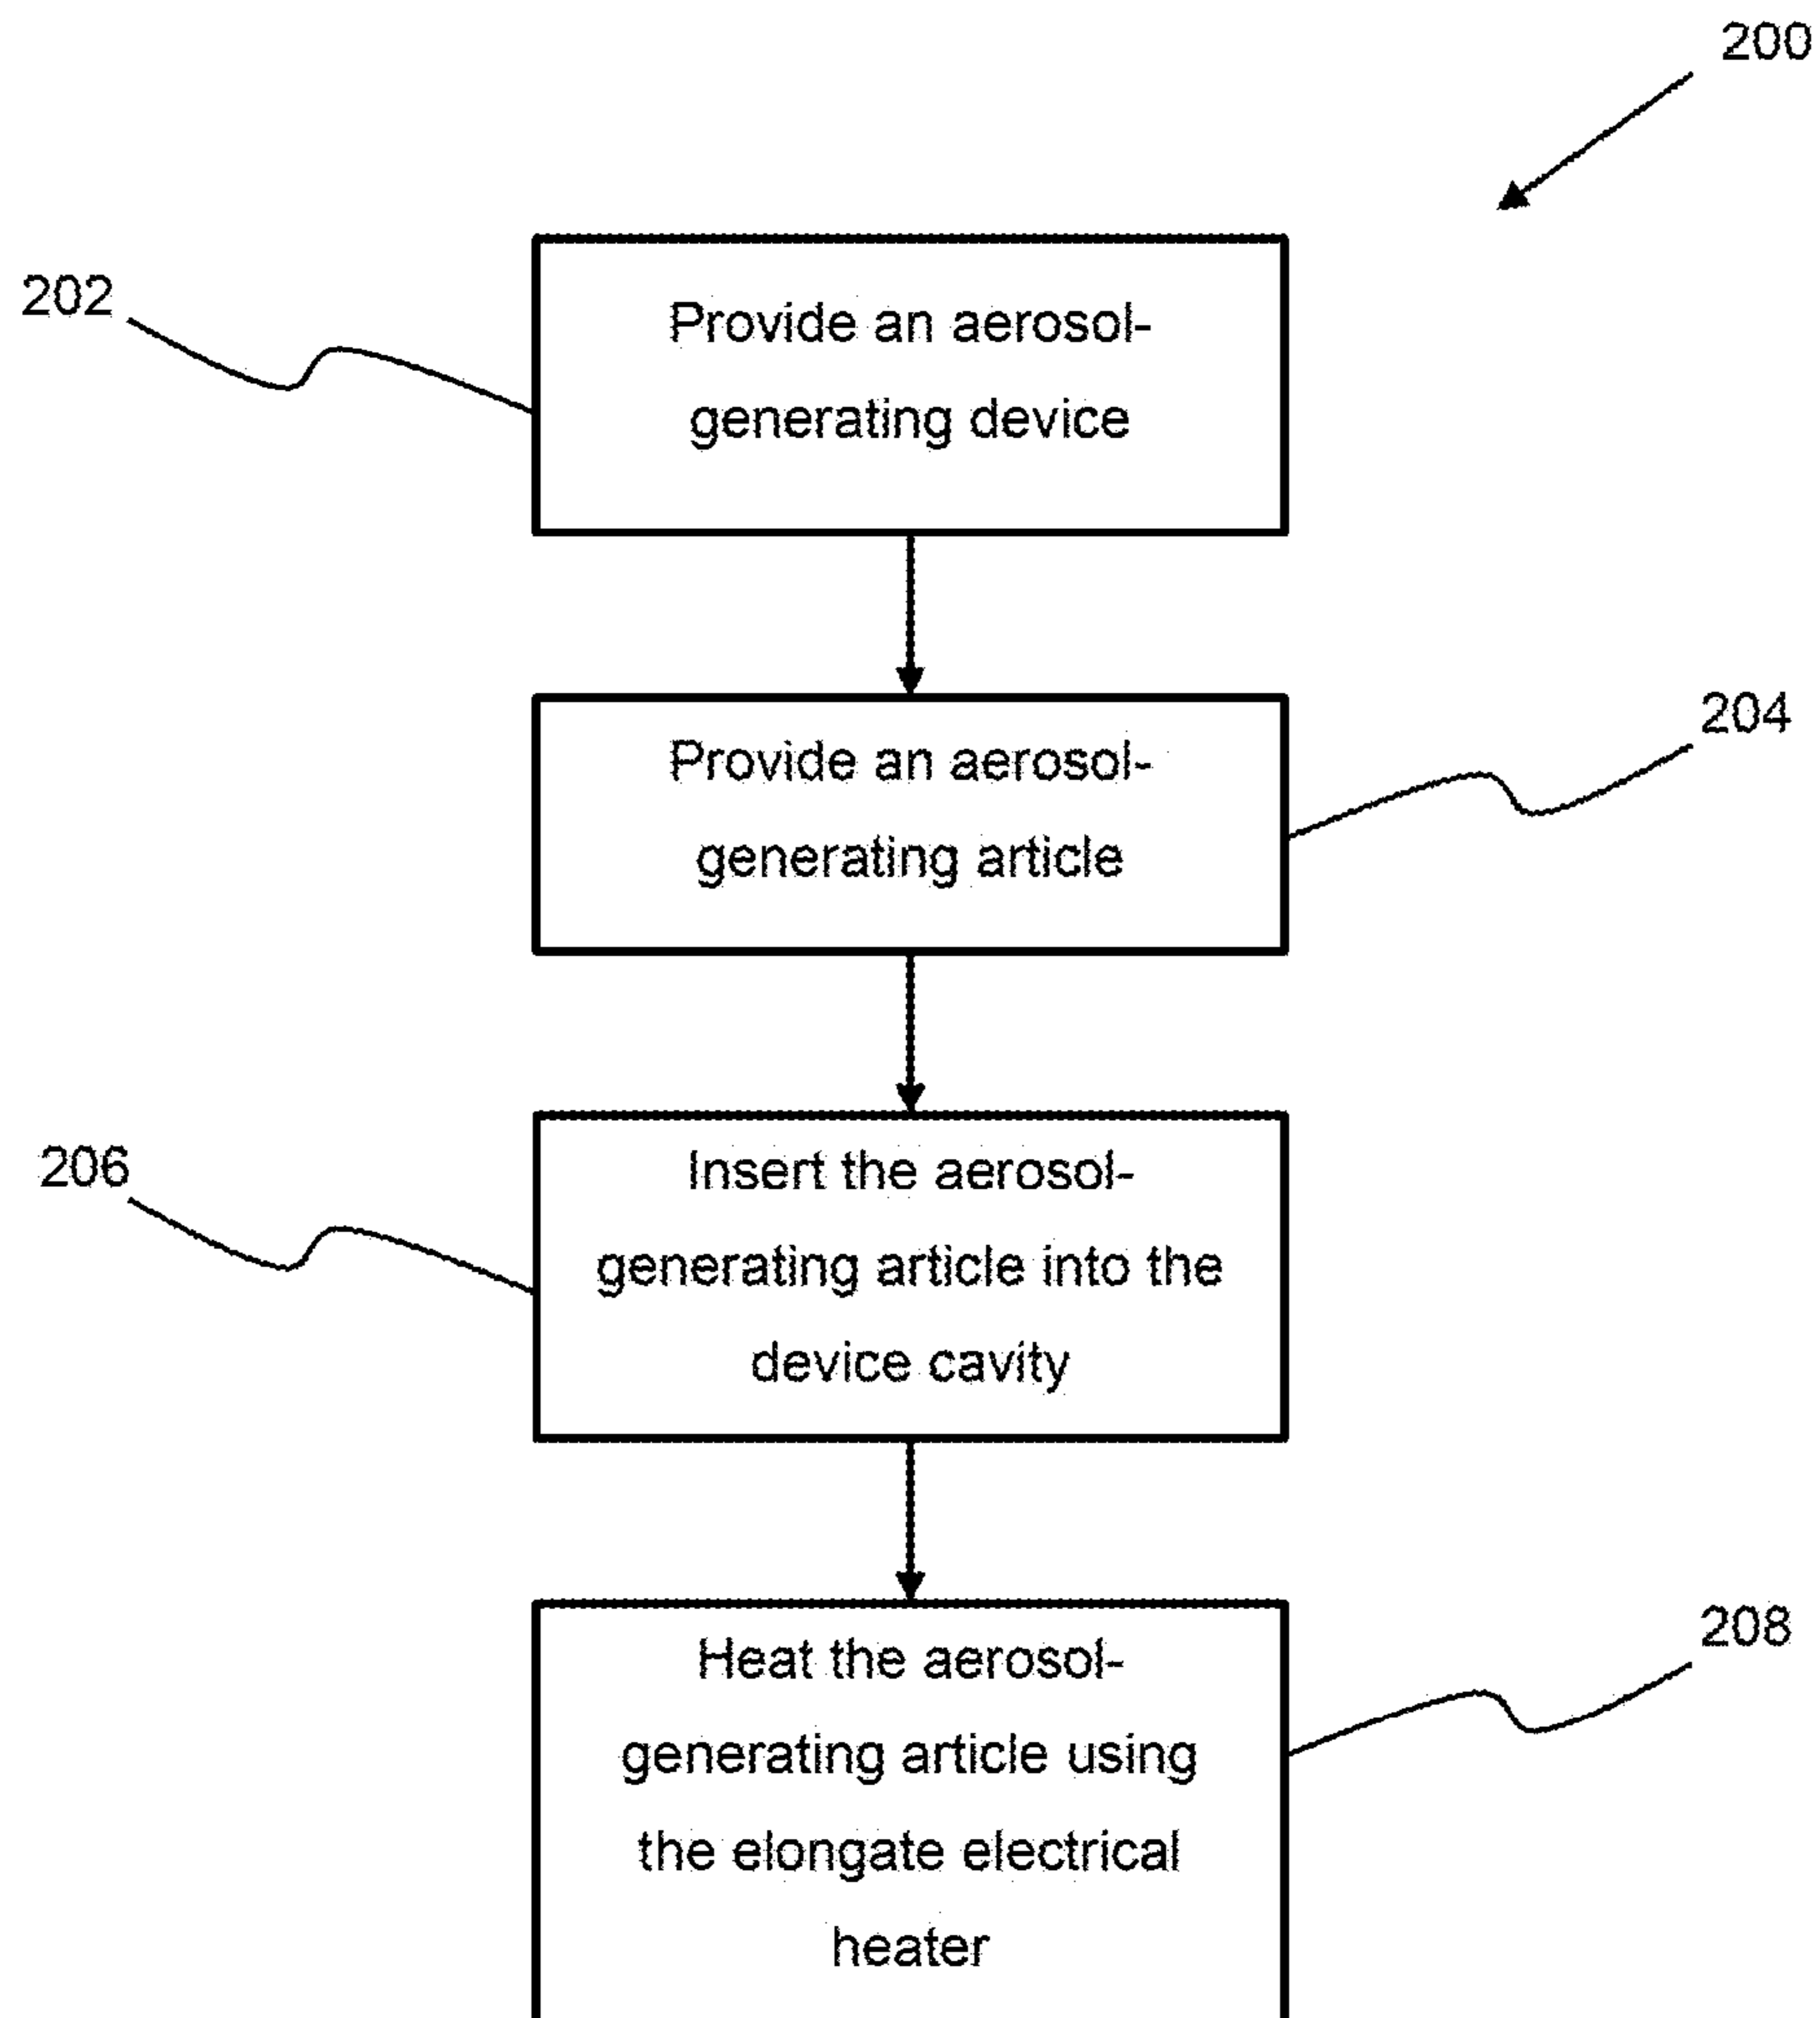 200
202
Provide an aerosol-
generating device
204
Provide an aerosol-
generating article
206
Insert the aerosol-
generating article into the
device cavity
208
Heat the aerosol-
generating article using
the elongate electrical
heater